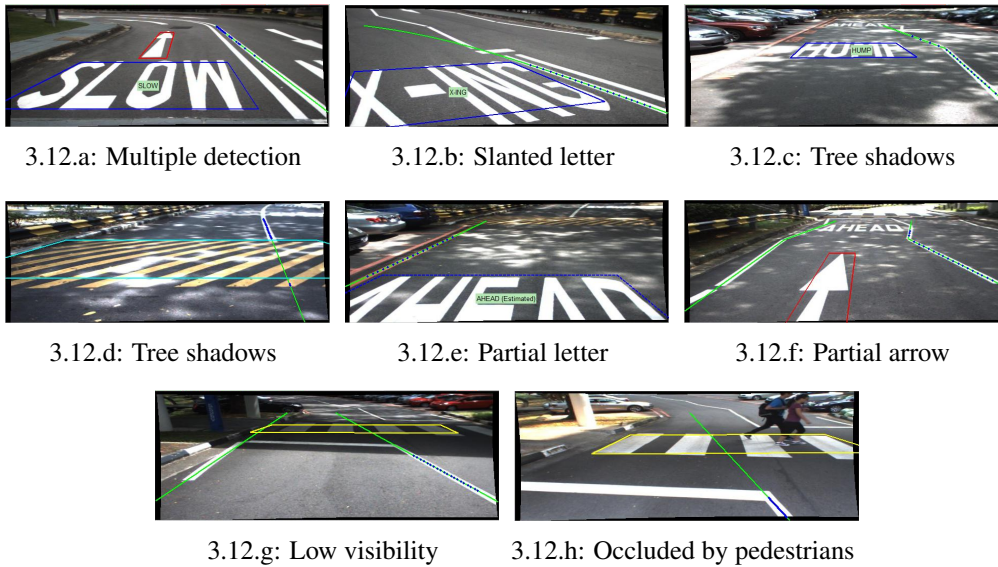 SLOW
SLOW
X-ING
X-ING
AHEAD
HUMP
HUMP
3.12.a: Multiple detection
3.12.b: Slanted letter
3.12.c: Tree shadows
AHEAD
AHEAD (Estimated)
AHEAD
3.12.d: Tree shadows
3.12.e: Partial letter
3.12.f: Partial arrow
3.12.g: Low visibility
3.12.h: Occluded by pedestrians